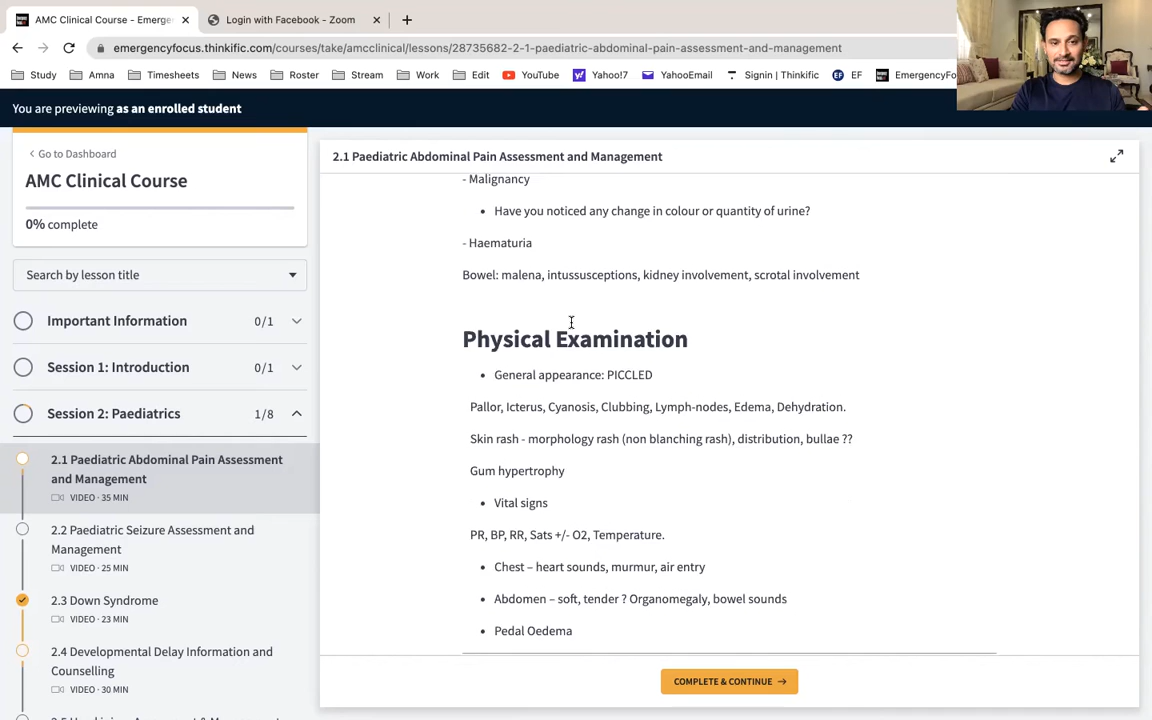 AMC Clinical Course - Emerge
Login with Facebook - Zoom
emergencyfocus.thinkific.com/courses/take/amcclinical/lessons/28735682-2-1-paediatric-abdominal-pain-assessment-and-management
Study Amna Timesheets News Roster Stream Work Edit YouTube Yahoo!7 YahooEmail Signin | Thinkific EF EF EmergencyFo
You are previewing as an enrolled student
Go to Dashboard
AMC Clinical Course
0% complete
Search by lesson title
Important Information 0/1
Session 1: Introduction 0/1
Session 2: Paediatrics 1/8
2.1 Paediatric Abdominal Pain Assessment
and Management
VIDEO · 35 MIN
2.2 Paediatric Seizure Assessment and
Management
VIDEO · 25 MIN
2.3 Down Syndrome
VIDEO · 23 MIN
2.4 Developmental Delay Information and
Counselling
VIDEO · 30 MIN
2.1 Paediatric Abdominal Pain Assessment and Management
- Malignancy
• Have you noticed any change in colour or quantity of urine?
- Haematuria
Bowel: malena, intussusceptions, kidney involvement, scrotal involvement
Physical Examination
• General appearance: PICCLED
Pallor, Icterus, Cyanosis, Clubbing, Lymph-nodes, Edema, Dehydration.
Skin rash - morphology rash (non blanching rash), distribution, bullae ??
Gum hypertrophy
• Vital signs
PR, BP, RR, Sats +/- O2, Temperature.
• Chest – heart sounds, murmur, air entry
• Abdomen – soft, tender ? Organomegaly, bowel sounds
• Pedal Oedema
COMPLETE & CONTINUE →